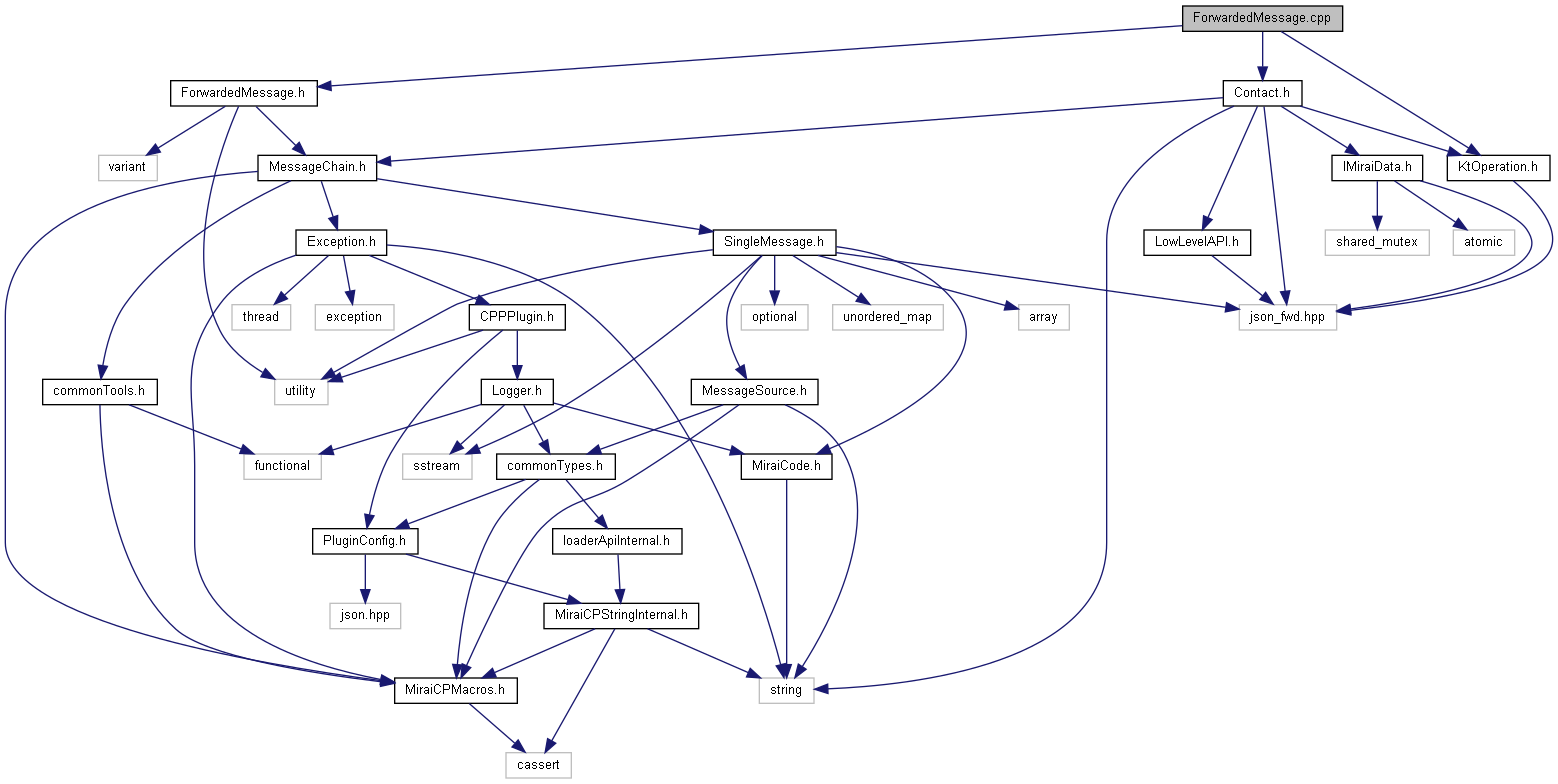 ForwardedMessage.cpp
ForwardedMessage.h
Contact.h
variant
MessageChain.h
IMiraiData.h
KtOperation.h
Exception.h
SingleMessage.h
LowLevelAPI.h
shared_mutex
atomic
thread
exception
CPPPlugin.h
optional
unordered_map
array
json_fwd.hpp
commonTools.h
utility
Logger.h
MessageSource.h
functional
sstream
commonTypes.h
MiraiCode.h
PluginConfig.h
loaderApiInternal.h
json.hpp
MiraiCPStringInternal.h
MiraiCPMacros.h
string
cassert